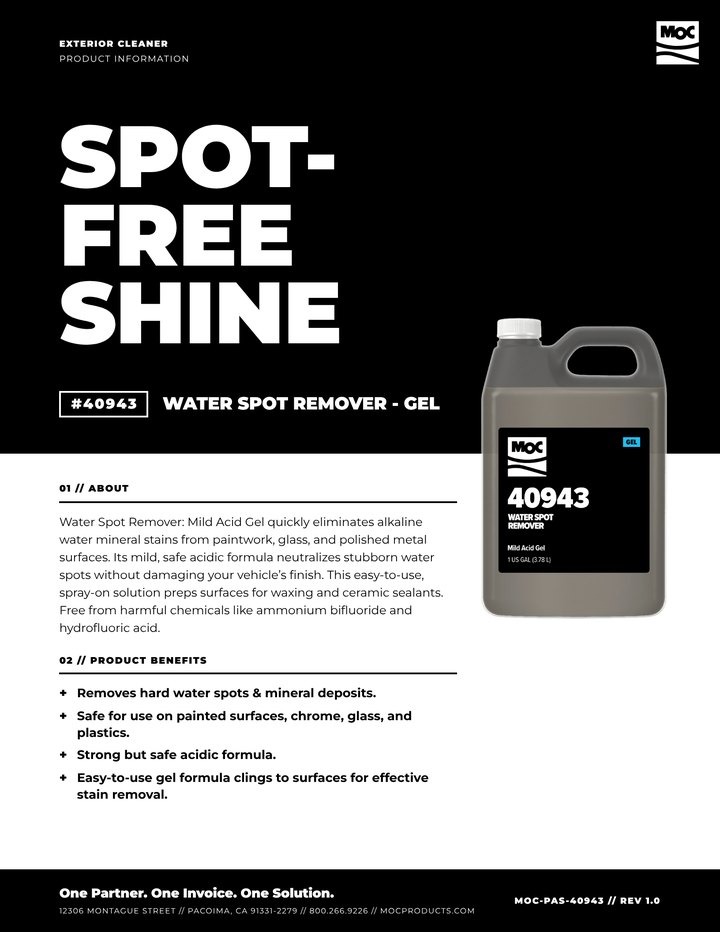 EXTERIOR CLEANER
PRODUCT INFORMATION
MOC
SPOT-
FREE
SHINE
#40943 WATER SPOT REMOVER - GEL
MOC
GEL
40943
WATER SPOT
REMOVER
Mild Acid Gel
1 US GAL (3.78 L)
01 // ABOUT
Water Spot Remover: Mild Acid Gel quickly eliminates alkaline
water mineral stains from paintwork, glass, and polished metal
surfaces. Its mild, safe acidic formula neutralizes stubborn water
spots without damaging your vehicle's finish. This easy-to-use,
spray-on solution preps surfaces for waxing and ceramic sealants.
Free from harmful chemicals like ammonium bifluoride and
hydrofluoric acid.
02 // PRODUCT BENEFITS
+ Removes hard water spots & mineral deposits.
+ Safe for use on painted surfaces, chrome, glass, and
plastics.
+ Strong but safe acidic formula.
+ Easy-to-use gel formula clings to surfaces for effective
stain removal.
One Partner. One Invoice. One Solution.
12306 MONTAGUE STREET // PACOIMA, CA 91331-2279 // 800.266.9226 // MOCPRODUCTS.COM
MOC-PAS-40943 // REV 1.0